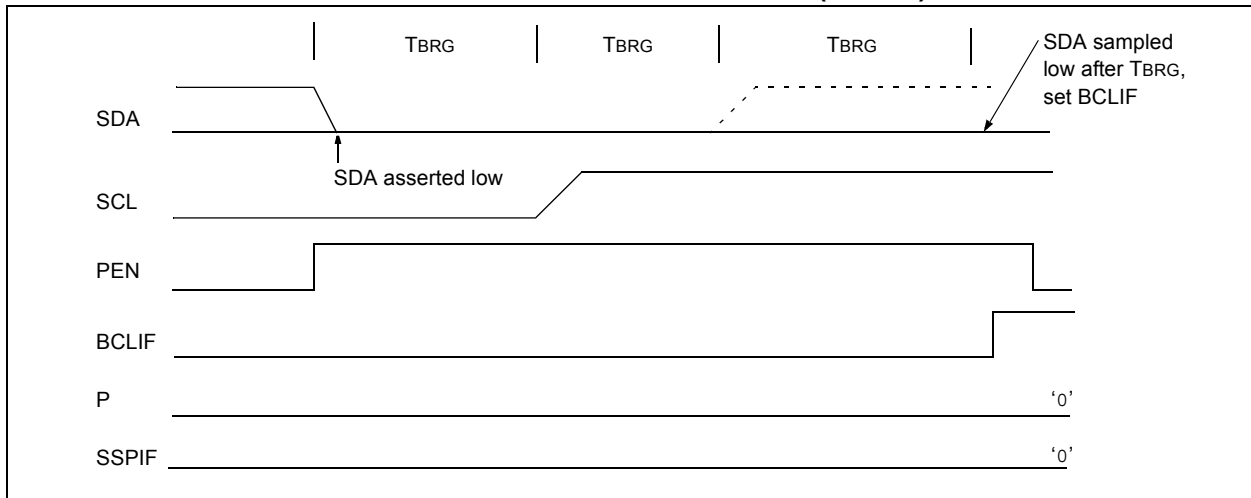 TBRG TBRG TBRG
SDA sampled
low after TBRG,
set BCLIF
SDA
SDA asserted low
SCL
PEN
BCLIF
P ‘0’
SSPIF ‘0’